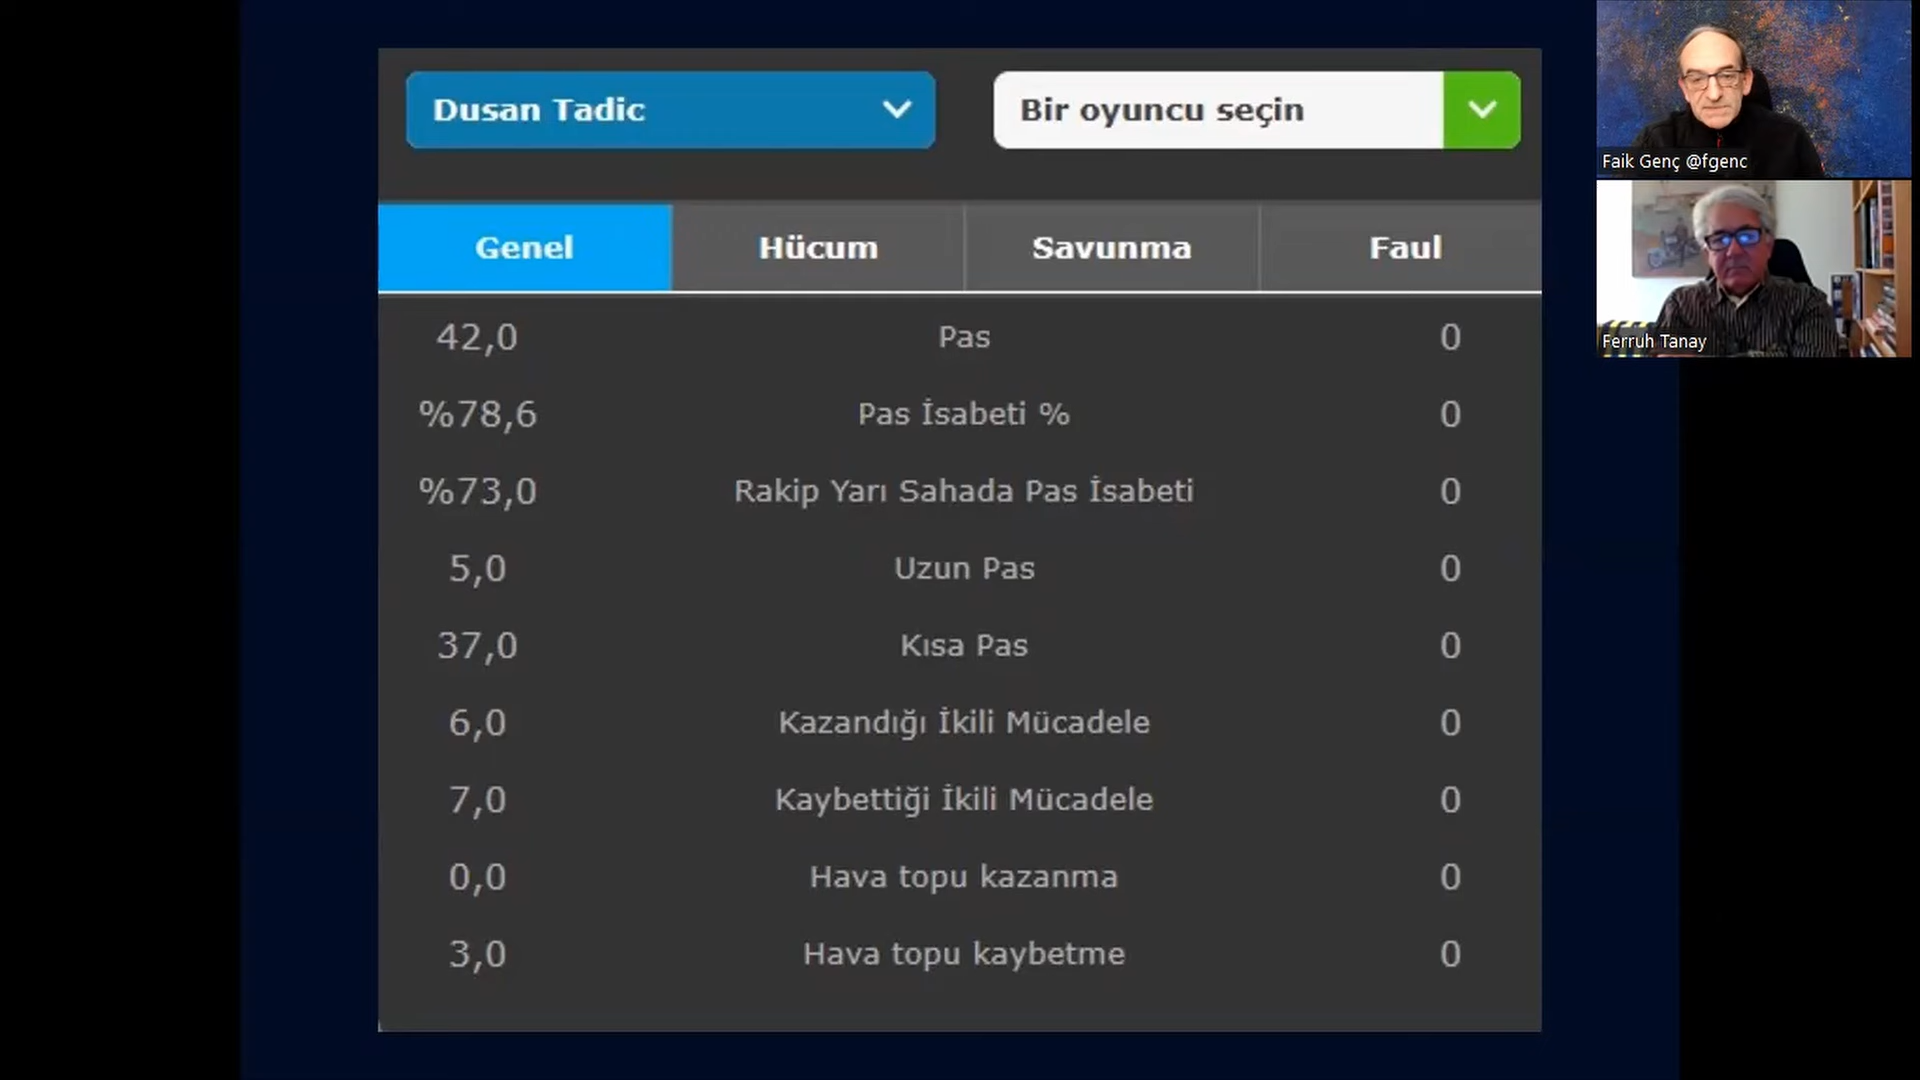 Dusan Tadic
Bir oyuncu seçin
Genel Hücum Savunma Faul
42,0 Pas 0
%78,6 Pas İsabeti % 0
%73,0 Rakip Yarı Sahada Pas İsabeti 0
5,0 Uzun Pas 0
37,0 Kısa Pas 0
6,0 Kazandığı İkili Mücadele 0
7,0 Kaybettiği İkili Mücadele 0
0,0 Hava topu kazanma 0
3,0 Hava topu kaybetme 0
Faik Genç @fgenc
Ferruh Tanay